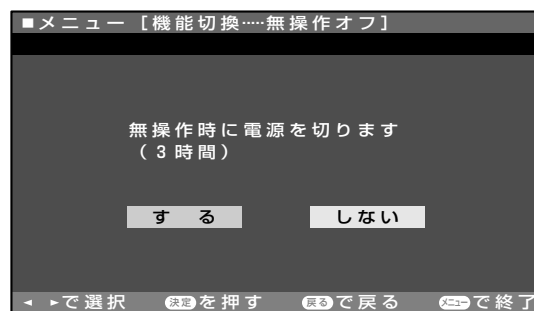 ■メニュー [機能切換……無操作オフ]
無操作時に電源を切ります
(3時間)
する しない
◄ ►で選択 決定を押す 戻るで戻る メニューで終了